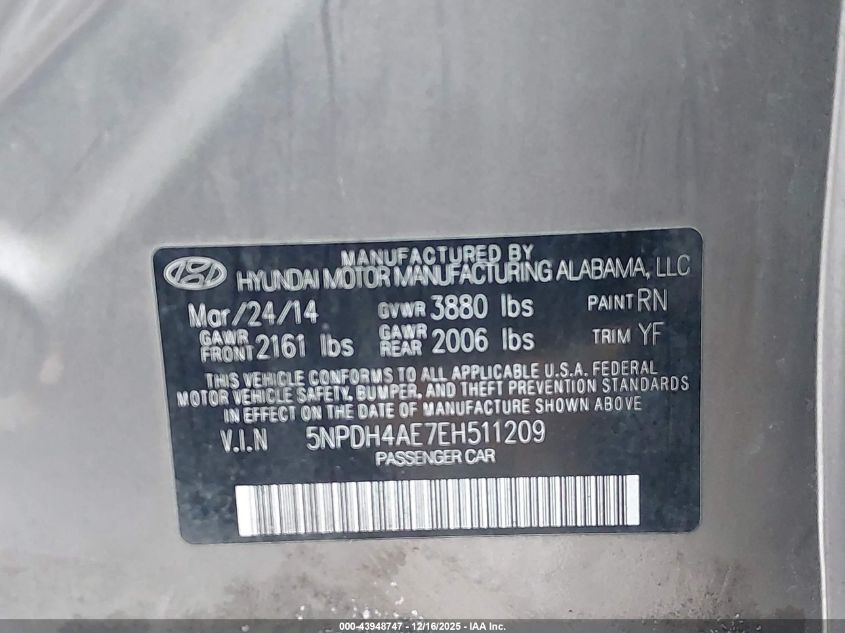 MANUFACTURED BY
HYUNDAI MOTOR MANUFACTURING ALABAMA, LLC
Mar/24/14 GVWR 3880 lbs PAINT RN
GAWR FRONT 2161 lbs GAWR REAR 2006 lbs TRIM YF
THIS VEHICLE CONFORMS TO ALL APPLICABLE U.S.A. FEDERAL
MOTOR VEHICLE SAFETY, BUMPER, AND THEFT PREVENTION STANDARDS
IN EFFECT ON THE DATE OF MANUFACTURE SHOWN ABOVE
V.I.N 5NPDH4AE7EH511209
PASSENGER CAR
000-43948747 - 12/16/2025 - IAA Inc.